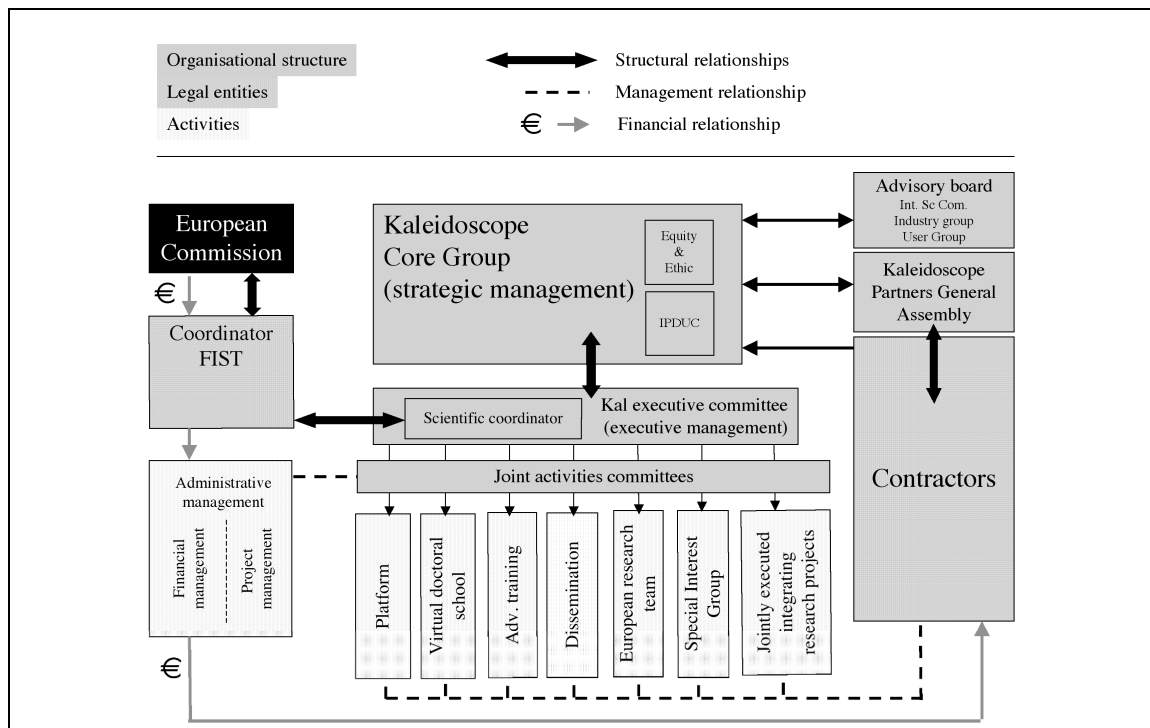 Organisational structure
Legal entities
Activities
Structural relationships
Management relationship
€ Financial relationship
European
Commission
€
Coordinator
FIST
Administrative
management
Financial
management
Project
management
€
Kaleidoscope
Core Group
(strategic management)
Equity
&
Ethic
IPDUC
Scientific coordinator
Kal executive committee
(executive management)
Joint activities committees
Platform
Virtual doctoral
school
Adv. training
Dissemination
European research
team
Special Interest
Group
Jointly executed
integrating
research projects
Advisory board
Int. Sc Com.
Industry group
User Group
Kaleidoscope
Partners General
Assembly
Contractors